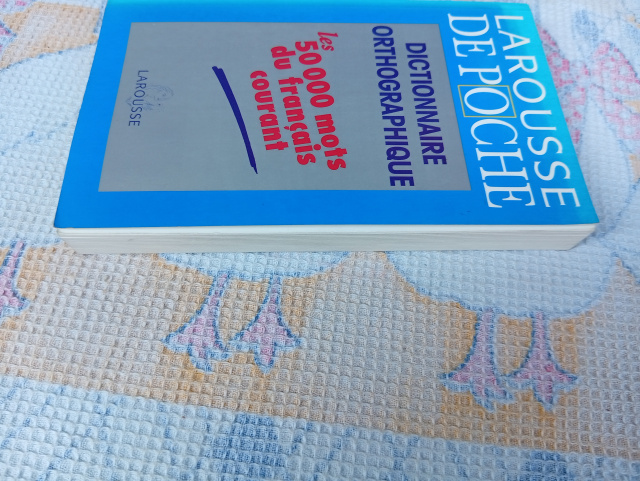 LAROUSSE
DE POCHE
DICTIONNAIRE
ORTHOGRAPHIQUE
Les
50 000 mots
du français
courant
LAROUSSE